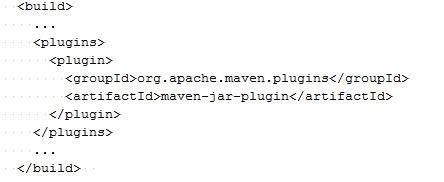 <build>
...
<plugins>
<plugin>
<groupId>org.apache.maven.plugins</groupId>
<artifactId>maven-jar-plugin</artifactId>
</plugin>
</plugins>
...
</build>